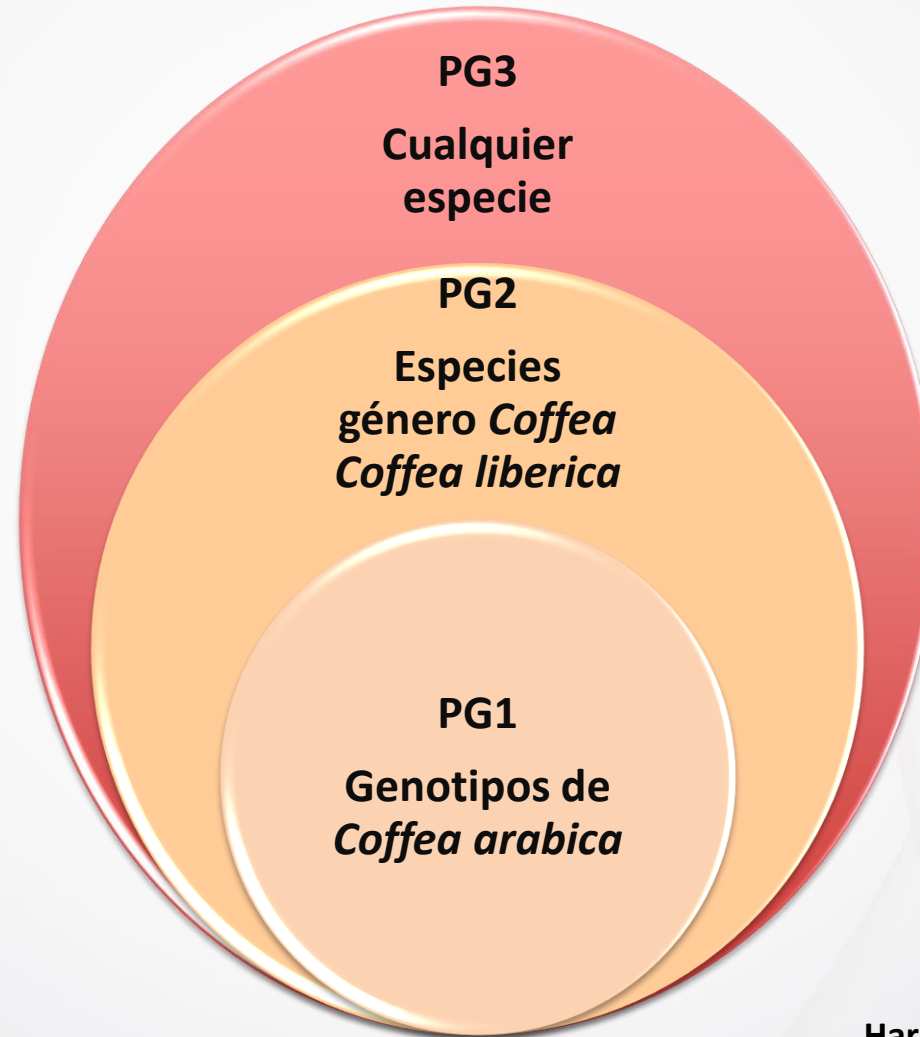 PG3
Cualquier
especie
PG2
Especies
género Coffea
Coffea liberica
PG1
Genotipos de
Coffea arabica